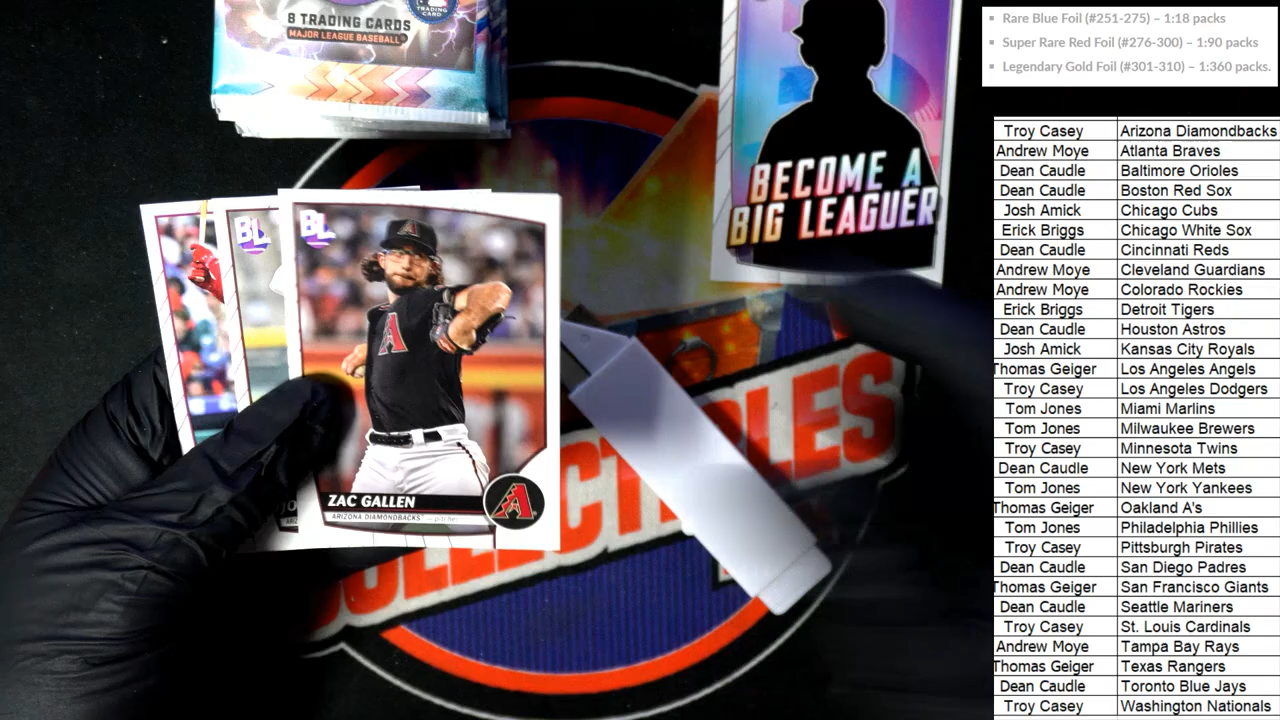 8 TRADING CARDS
MAJOR LEAGUE BASEBALL
TRADING CARD
BECOME A
BIG LEAGUER
BL
BL
A
ZAC GALLEN
ARIZONA DIAMONDBACKS — pitcher
COLLECTIBLES
Rare Blue Foil (#251-275) – 1:18 packs
Super Rare Red Foil (#276-300) – 1:90 packs
Legendary Gold Foil (#301-310) – 1:360 packs.
Troy Casey Arizona Diamondbacks
Andrew Moye Atlanta Braves
Dean Caudle Baltimore Orioles
Dean Caudle Boston Red Sox
Josh Amick Chicago Cubs
Erick Briggs Chicago White Sox
Dean Caudle Cincinnati Reds
Andrew Moye Cleveland Guardians
Andrew Moye Colorado Rockies
Erick Briggs Detroit Tigers
Dean Caudle Houston Astros
Josh Amick Kansas City Royals
Thomas Geiger Los Angeles Angels
Troy Casey Los Angeles Dodgers
Tom Jones Miami Marlins
Tom Jones Milwaukee Brewers
Troy Casey Minnesota Twins
Dean Caudle New York Mets
Tom Jones New York Yankees
Thomas Geiger Oakland A's
Tom Jones Philadelphia Phillies
Troy Casey Pittsburgh Pirates
Dean Caudle San Diego Padres
Thomas Geiger San Francisco Giants
Dean Caudle Seattle Mariners
Troy Casey St. Louis Cardinals
Andrew Moye Tampa Bay Rays
Thomas Geiger Texas Rangers
Dean Caudle Toronto Blue Jays
Troy Casey Washington Nationals